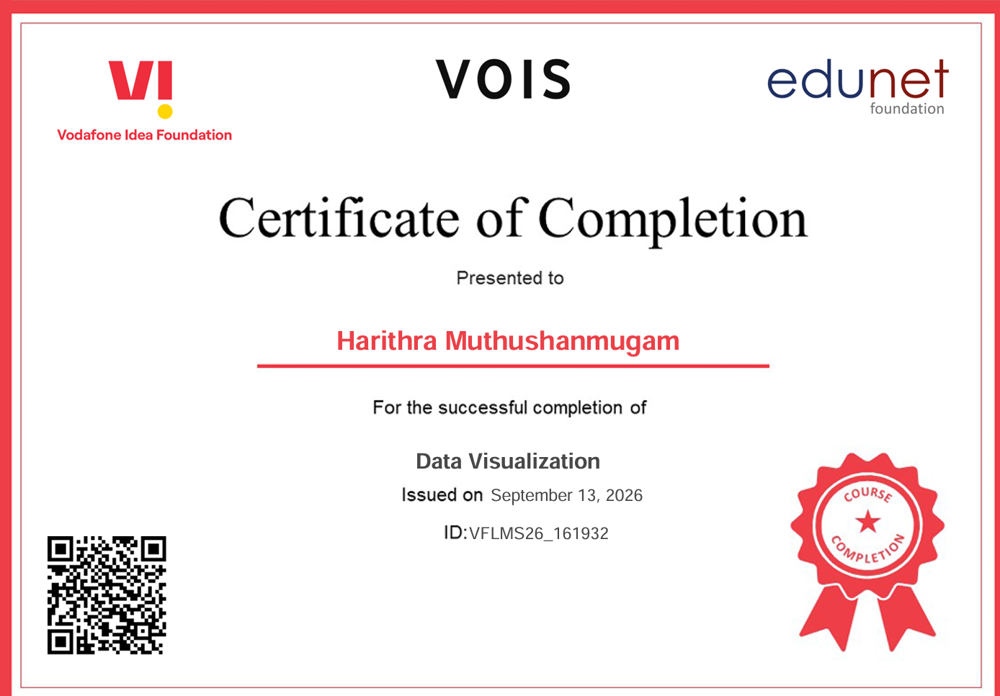 VI
Vodafone Idea Foundation
VOIS
edunet
foundation
Certificate of Completion
Presented to
Harithra Muthushanmugam
For the successful completion of
Data Visualization
Issued on September 13, 2026
ID:VFLMS26_161932
COURSE
COMPLETION